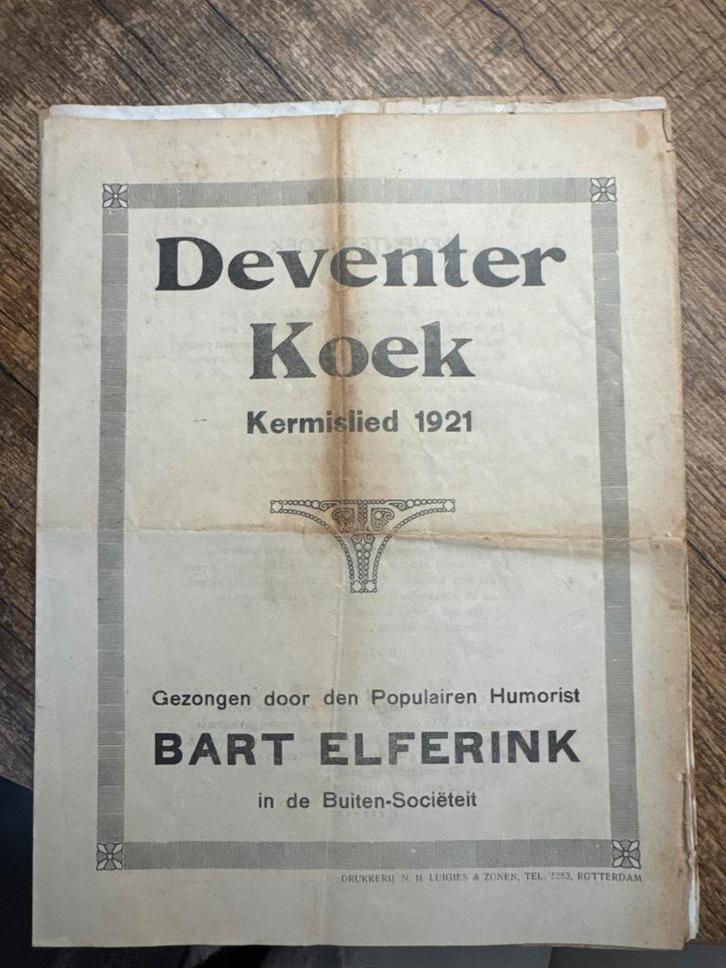 Deventer
Koek
Kermislied 1921
Gezongen door den Populairen Humorist
BART ELFERINK
in de Buiten-Sociëteit
DRUKKERIJ N. H. LUIGIES & ZONEN, TEL. ROTTERDAM